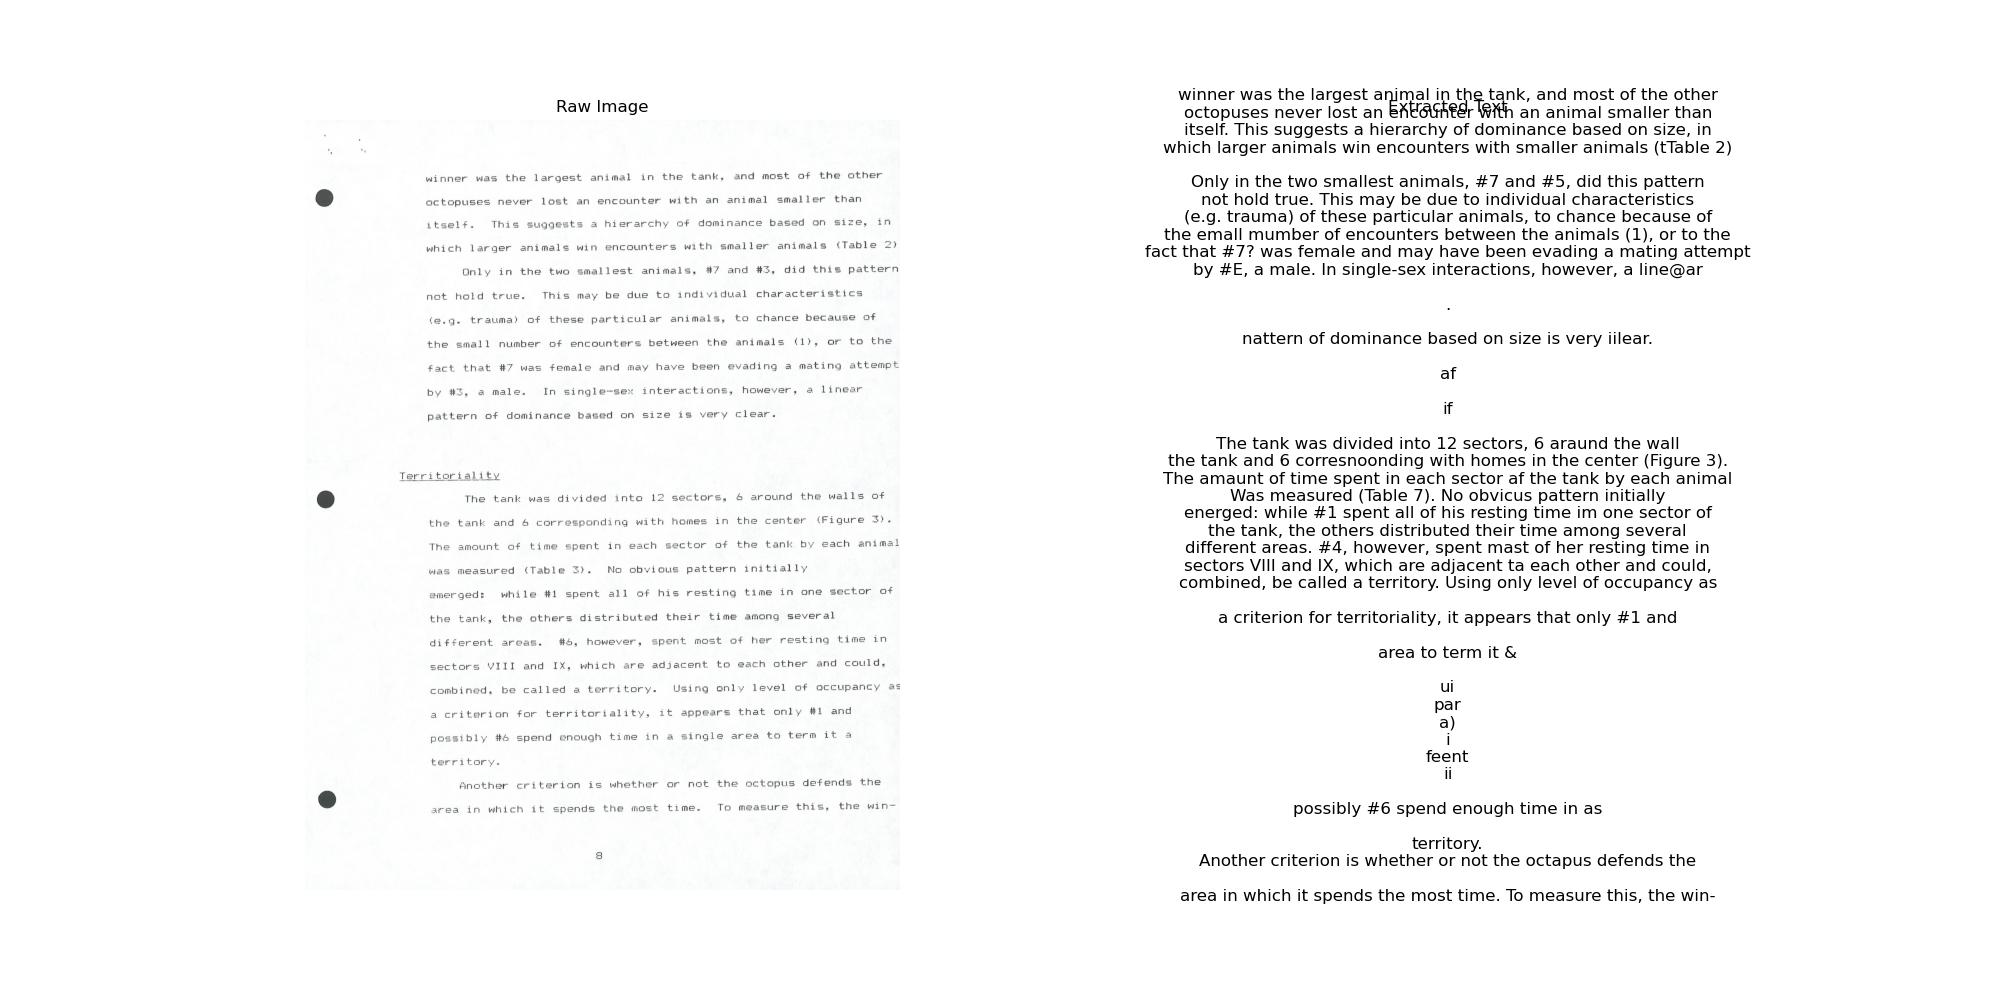 Raw Image
winner was the largest animal in the tank, and most of the other
octopuses never lost an encounter with an animal smaller than
itself.  This suggests a hierarchy of dominance based on size, in
which larger animals win encounters with smaller animals (Table 2)
Only in the two smallest animals, #7 and #3, did this pattern
not hold true.  This may be due to individual characteristics
(e.g. trauma) of these particular animals, to chance because of
the small number of encounters between the animals (1), or to the
fact that #7 was female and may have been evading a mating attempt
by #3, a male.  In single-sex interactions, however, a linear
pattern of dominance based on size is very clear.
Territoriality
The tank was divided into 12 sectors, 6 around the walls of
the tank and 6 corresponding with homes in the center (Figure 3).
The amount of time spent in each sector of the tank by each animal
was measured (Table 3).  No obvious pattern initially
emerged:  while #1 spent all of his resting time in one sector of
the tank, the others distributed their time among several
different areas.  #6, however, spent most of her resting time in
sectors VIII and IX, which are adjacent to each other and could,
combined, be called a territory.  Using only level of occupancy as
a criterion for territoriality, it appears that only #1 and
possibly #6 spend enough time in a single area to term it a
territory.
Another criterion is whether or not the octopus defends the
area in which it spends the most time.  To measure this, the win-
8
Extracted Text
winner was the largest animal in the tank, and most of the other
octopuses never lost an encounter with an animal smaller than
itself. This suggests a hierarchy of dominance based on size, in
which larger animals win encounters with smaller animals (tTable 2)
Only in the two smallest animals, #7 and #5, did this pattern
not hold true. This may be due to individual characteristics
(e.g. trauma) of these particular animals, to chance because of
the emall mumber of encounters between the animals (1), or to the
fact that #7? was female and may have been evading a mating attempt
by #E, a male. In single-sex interactions, however, a line@ar
.
nattern of dominance based on size is very iilear.
af
if
The tank was divided into 12 sectors, 6 araund the wall
the tank and 6 corresnoonding with homes in the center (Figure 3).
The amaunt of time spent in each sector af the tank by each animal
Was measured (Table 7). No obvicus pattern initially
energed: while #1 spent all of his resting time im one sector of
the tank, the others distributed their time among several
different areas. #4, however, spent mast of her resting time in
sectors VIII and IX, which are adjacent ta each other and could,
combined, be called a territory. Using only level of occupancy as
a criterion for territoriality, it appears that only #1 and
area to term it &
ui
par
a)
i
feent
ii
possibly #6 spend enough time in as
territory.
Another criterion is whether or not the octapus defends the
area in which it spends the most time. To measure this, the win-